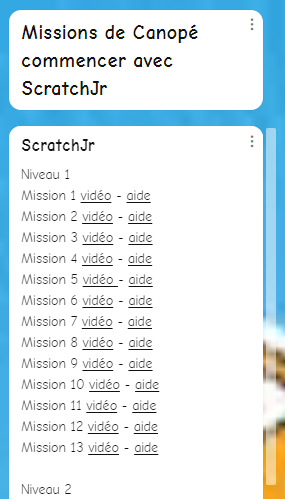 Missions de Canopé
commencer avec
ScratchJr
ScratchJr
Niveau 1
Mission 1 vidéo - aide
Mission 2 vidéo - aide
Mission 3 vidéo - aide
Mission 4 vidéo - aide
Mission 5 vidéo - aide
Mission 6 vidéo - aide
Mission 7 vidéo - aide
Mission 8 vidéo - aide
Mission 9 vidéo - aide
Mission 10 vidéo - aide
Mission 11 vidéo - aide
Mission 12 vidéo - aide
Mission 13 vidéo - aide
Niveau 2